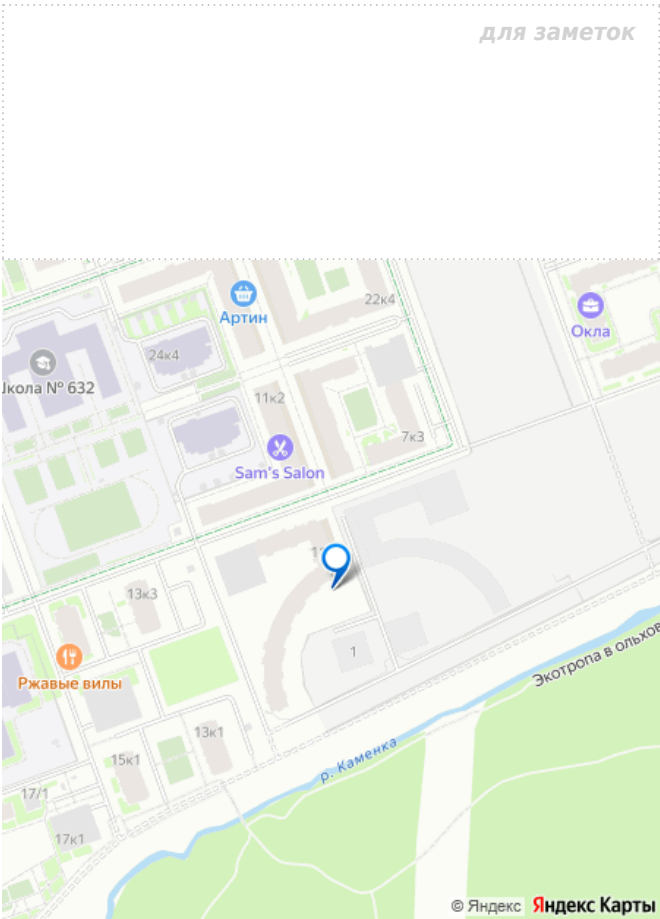 для заметок
22к4
Артин
Окла
24к4
Школа № 632
11к2
7к3
Sam's Salon
13к3
1
Экотропа в ольхов
Ржавые вилы
13к1
р. Каменка
15к1
17/1
17к1
© Яндекс Яндекс Карты